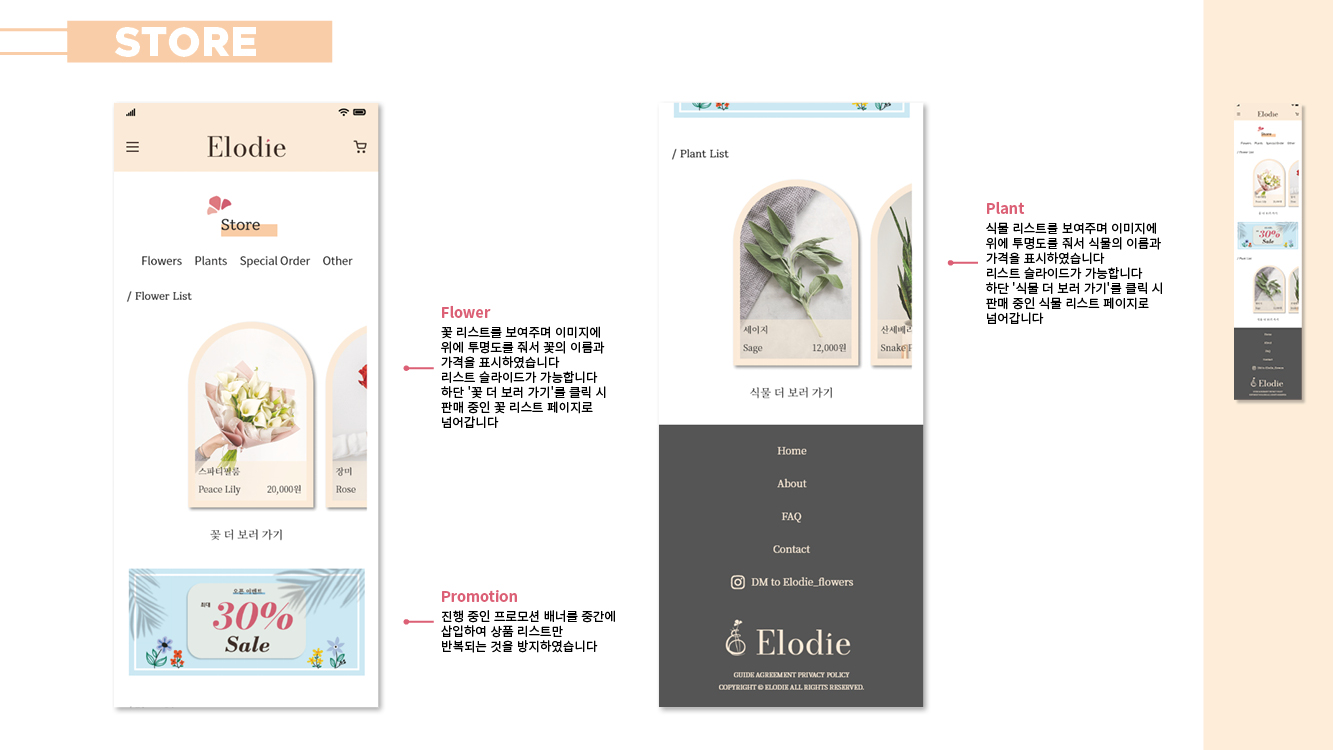 STORE
Elodie
Store
Flowers Plants Special Order Other
/ Flower List
스파티필룸
Peace Lily 20,000원
장미
Rose
꽃 더 보러 가기
오픈 이벤트
최대
30%
Sale
Flower
꽃 리스트를 보여주며 이미지에
위에 투명도를 줘서 꽃의 이름과
가격을 표시하였습니다
리스트 슬라이드가 가능합니다
하단 '꽃 더 보러 가기'를 클릭 시
판매 중인 꽃 리스트 페이지로
넘어갑니다
Promotion
진행 중인 프로모션 배너를 중간에
삽입하여 상품 리스트만
반복되는 것을 방지하였습니다
/ Plant List
세이지
Sage 12,000원
산세베
Snake
식물 더 보러 가기
Home
About
FAQ
Contact
DM to Elodie_flowers
Elodie
GUIDE AGREEMENT PRIVACY POLICY
COPYRIGHT © ELODIE ALL RIGHTS RESERVED.
Plant
식물 리스트를 보여주며 이미지에
위에 투명도를 줘서 식물의 이름과
가격을 표시하였습니다
리스트 슬라이드가 가능합니다
하단 '식물 더 보러 가기'를 클릭 시
판매 중인 식물 리스트 페이지로
넘어갑니다
Elodie
Store
Flowers Plants Special Order Other
/ Flower List
30%
Sale
/ Plant List
Elodie